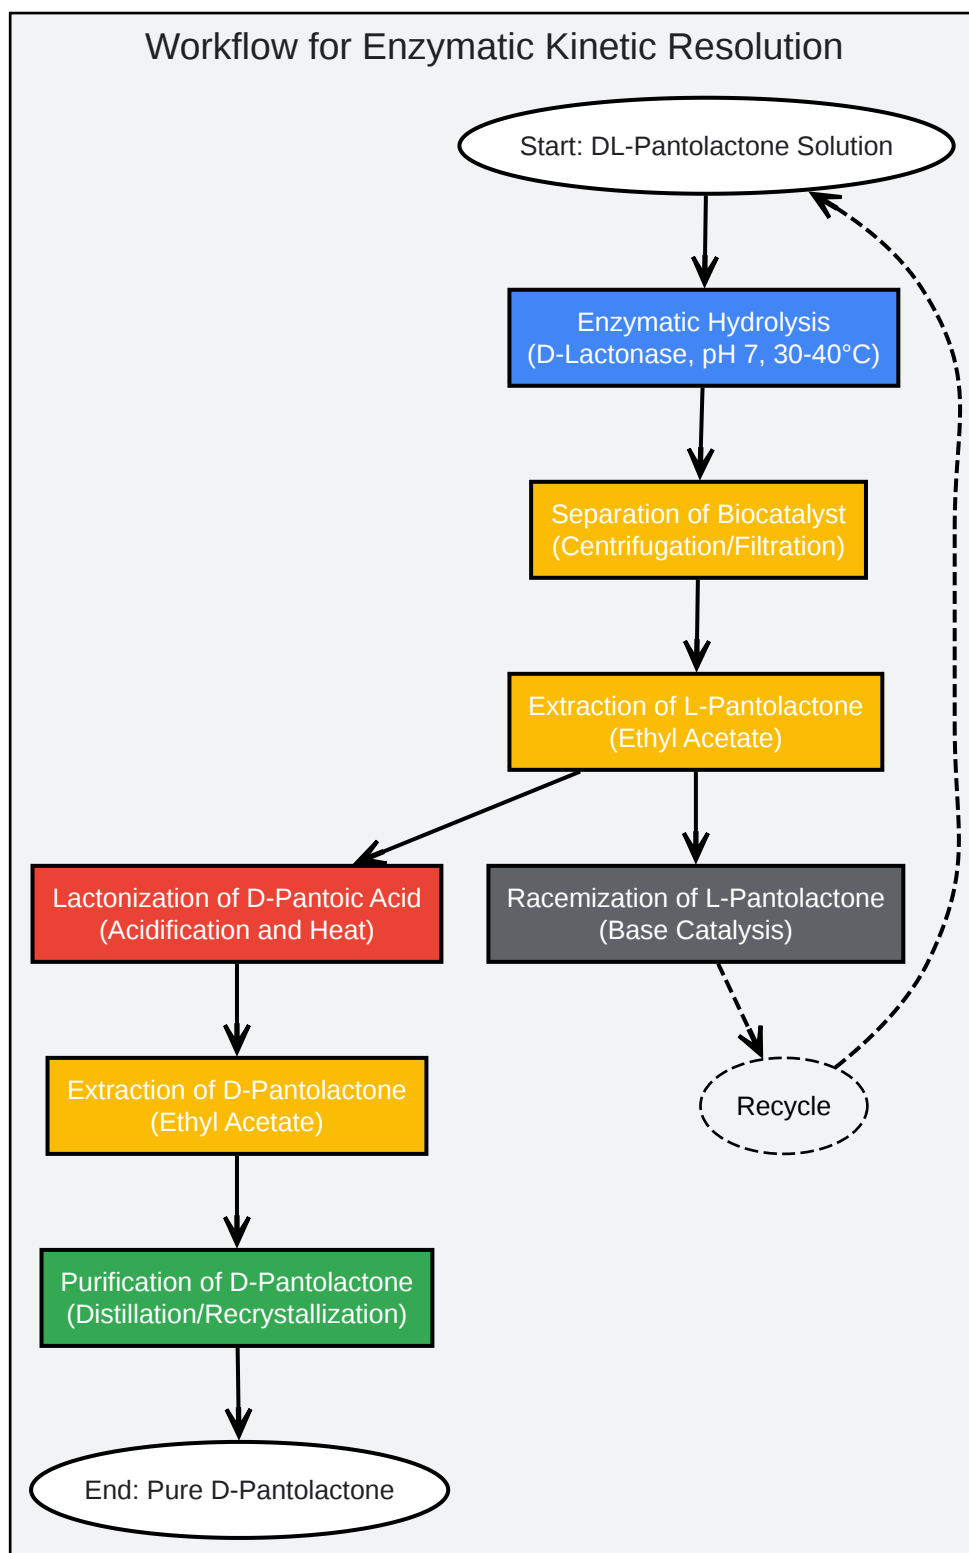 Workflow for Enzymatic Kinetic Resolution
Start: DL-Pantolactone Solution
Enzymatic Hydrolysis
(D-Lactonase, pH 7, 30-40°C)
Separation of Biocatalyst
(Centrifugation/Filtration)
Extraction of L-Pantolactone
(Ethyl Acetate)
Lactonization of D-Pantoic Acid
(Acidification and Heat)
Racemization of L-Pantolactone
(Base Catalysis)
Extraction of D-Pantolactone
(Ethyl Acetate)
Recycle
Purification of D-Pantolactone
(Distillation/Recrystallization)
End: Pure D-Pantolactone